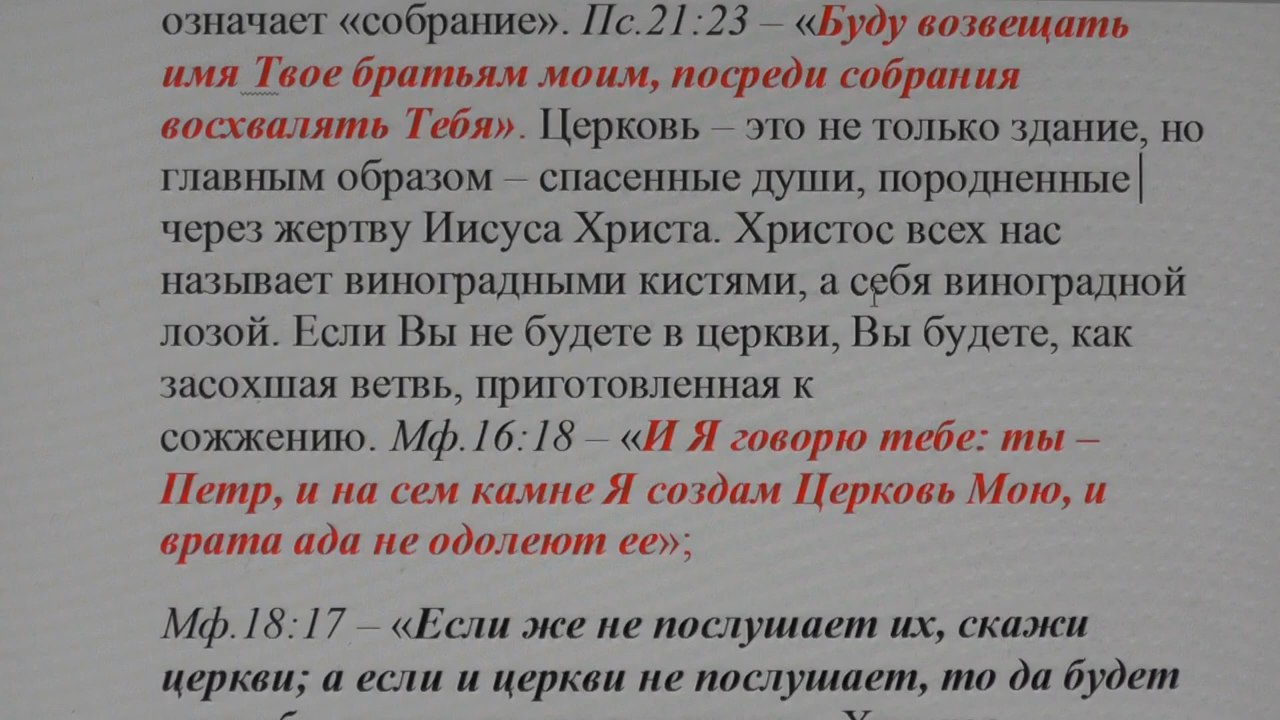 означает «собрание». Пс.21:23 – «Буду возвещать
имя Твое братьям моим, посреди собрания
восхвалять Тебя». Церковь – это не только здание, но
главным образом – спасенные души, породненные
через жертву Иисуса Христа. Христос всех нас
называет виноградными кистями, а себя виноградной
лозой. Если Вы не будете в церкви, Вы будете, как
засохшая ветвь, приготовленная к
сожжению. Мф.16:18 – «И Я говорю тебе: ты –
Петр, и на сем камне Я создам Церковь Мою, и
врата ада не одолеют ее»;
Мф.18:17 – «Если же не послушает их, скажи
церкви; а если и церкви не послушает, то да будет